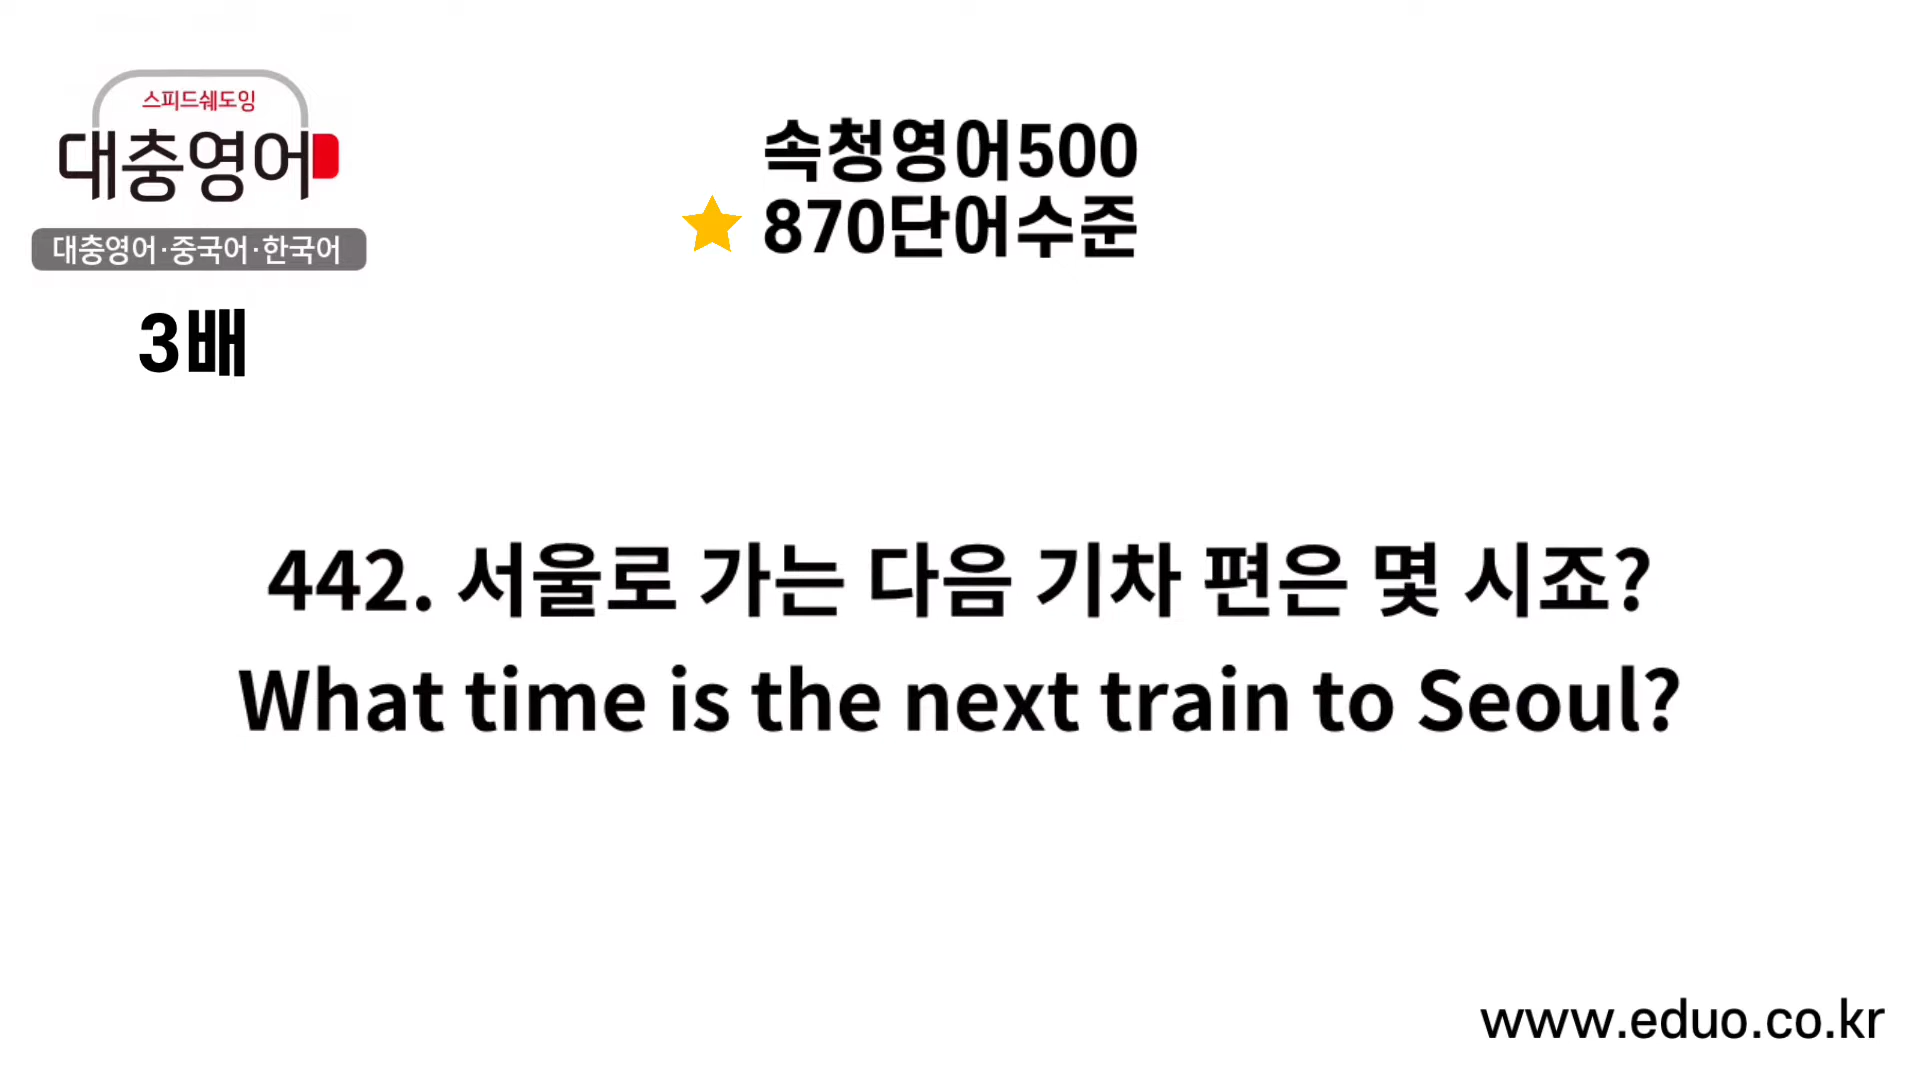 스피드쉐도잉
대충영어
대충영어·중국어·한국어
3배
속청영어500
870단어수준
442. 서울로 가는 다음 기차 편은 몇 시죠?
What time is the next train to Seoul?
www.eduo.co.kr